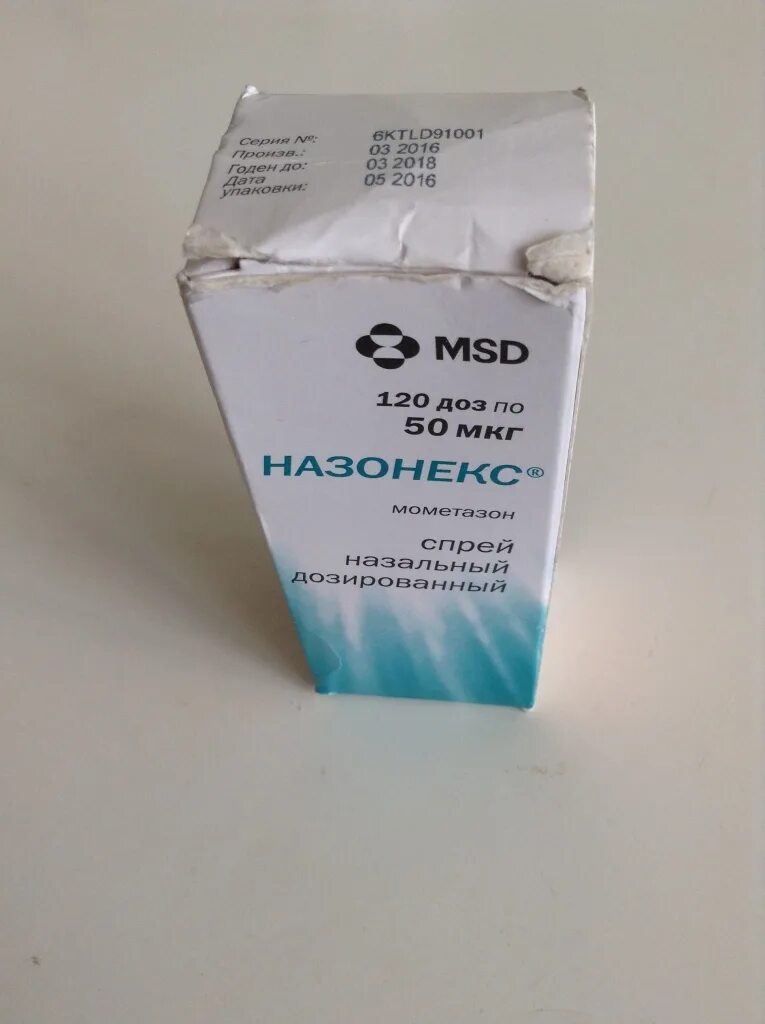 Серия №: 6KTLD91001
Произв.: 03 2016
Годен до: 03 2018
Дата
упаковки: 05 2016
MSD
120 доз по
50 мкг
НАЗОНЕКС®
мометазон
спрей
назальный
дозированный